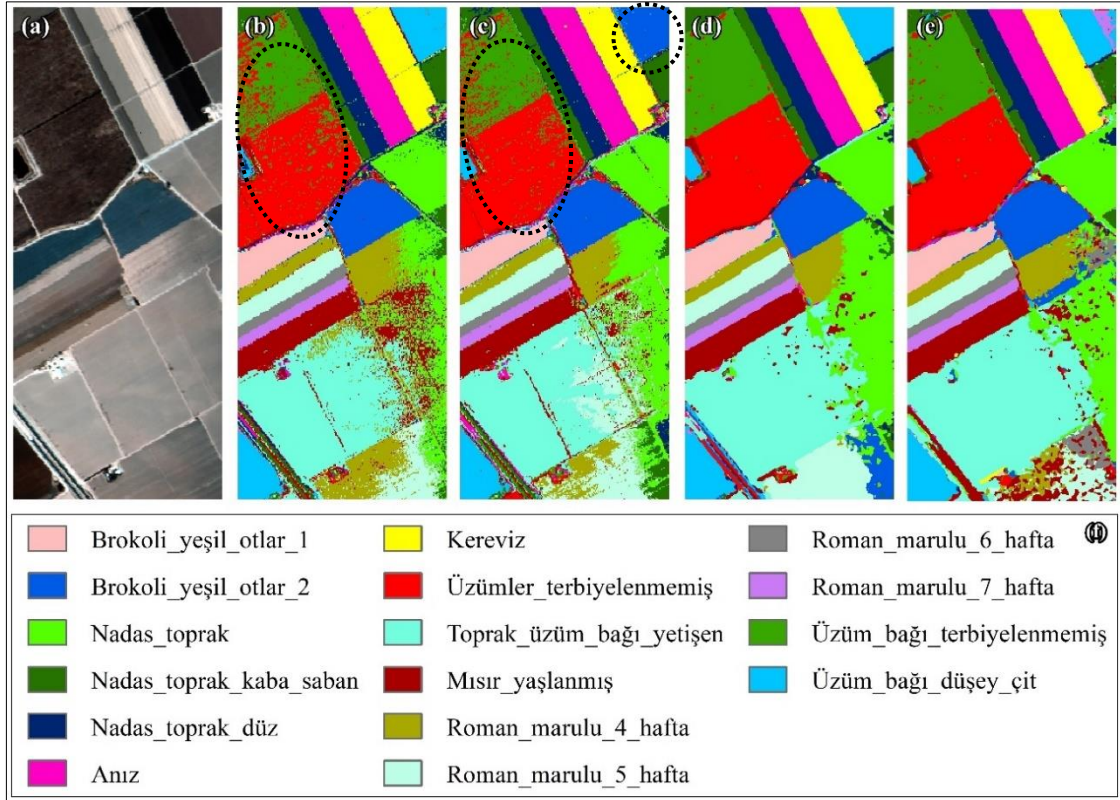 (a) (b) (c) (d) (e)
Brokoli_yeşil_otlar_1
Brokoli_yeşil_otlar_2
Nadas_toprak
Nadas_toprak_kaba_saban
Nadas_toprak_düz
Anız
Kereviz
Üzümler_terbiyelenmemiş
Toprak_üzüm_bağı_yetişen
Mısır_yaşlanmış
Roman_marulu_4_hafta
Roman_marulu_5_hafta
Roman_marulu_6_hafta
Roman_marulu_7_hafta
Üzüm_bağı_terbiyelenmemiş
Üzüm_bağı_düşey_çit